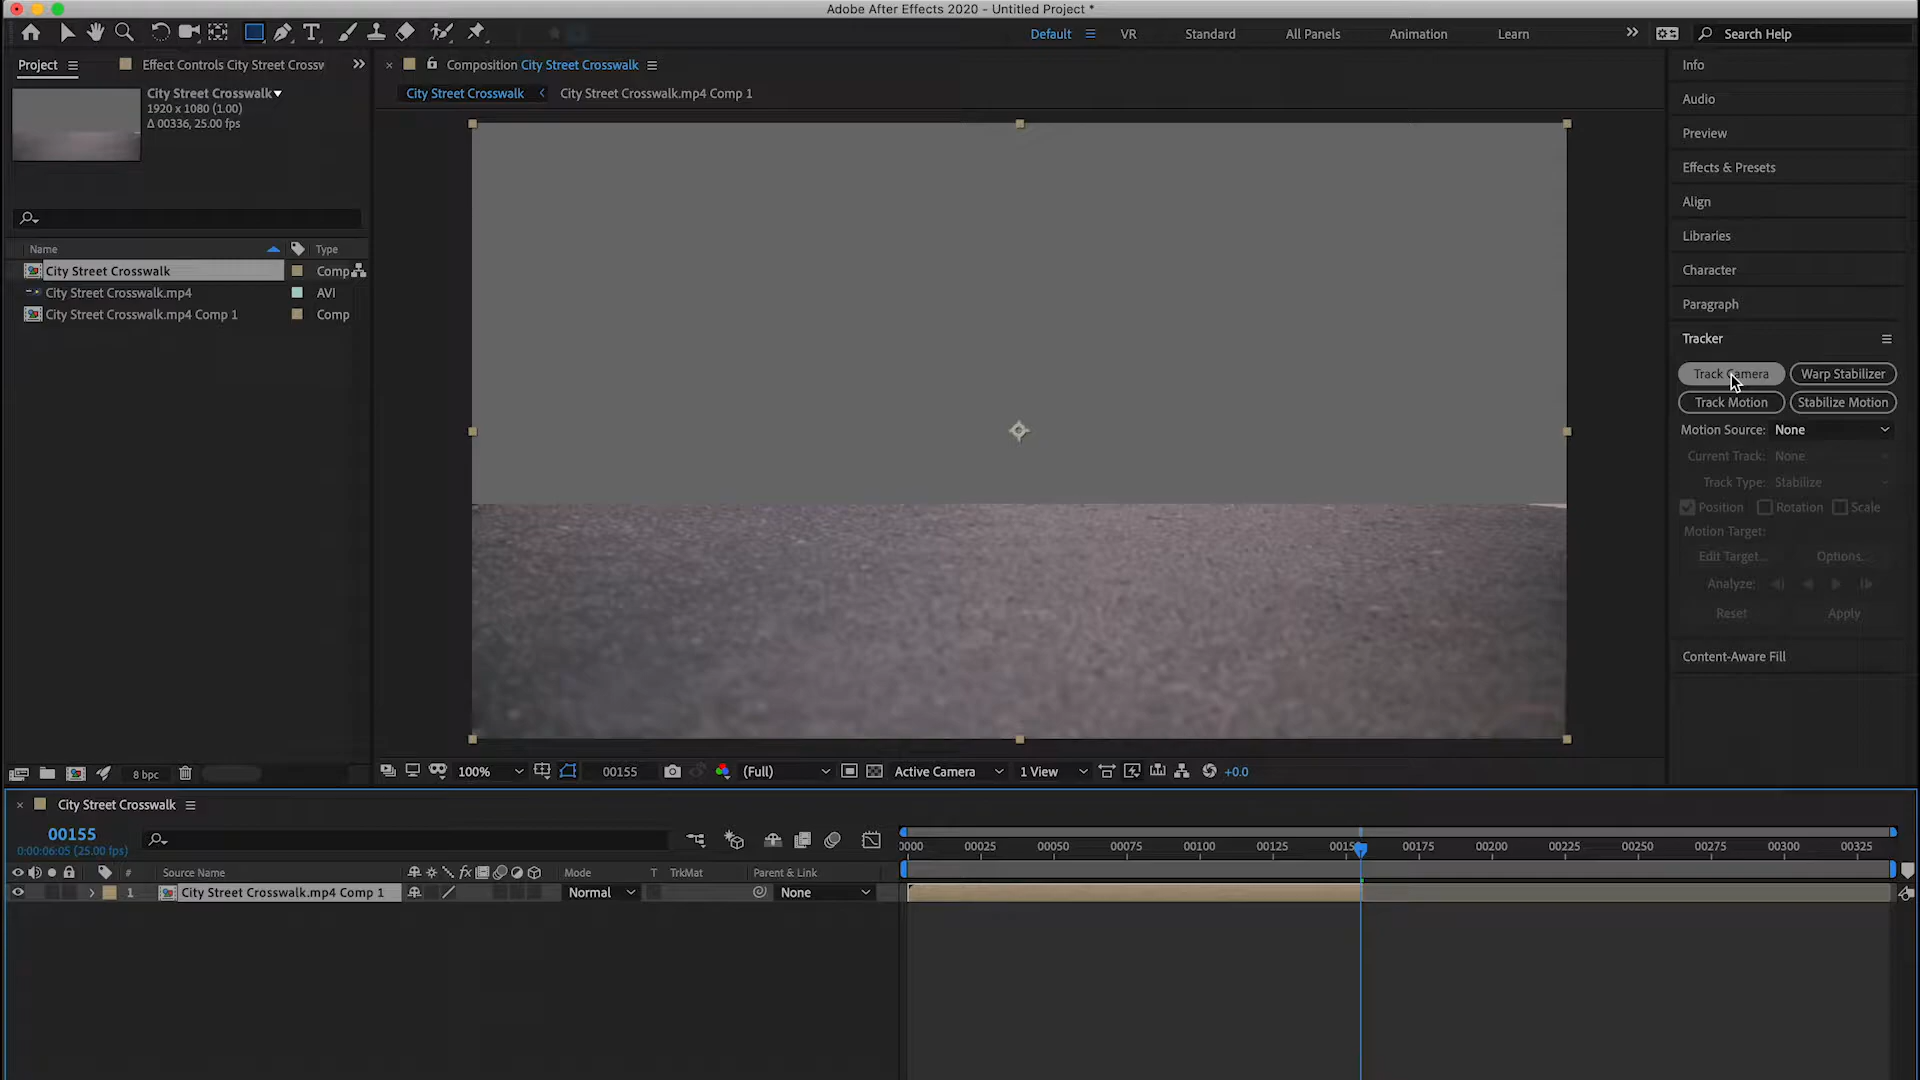 Adobe After Effects 2020 - Untitled Project *
Default VR Standard All Panels Animation Learn Search Help
Project Effect Controls City Street Crossw
Composition City Street Crosswalk
City Street Crosswalk City Street Crosswalk.mp4 Comp 1
City Street Crosswalk
1920 x 1080 (1.00)
Δ 00336, 25.00 fps
Name Type
City Street Crosswalk Comp
City Street Crosswalk.mp4 AVI
City Street Crosswalk.mp4 Comp 1 Comp
8 bpc
100% 00155 (Full) Active Camera 1 View +0.0
Info
Audio
Preview
Effects & Presets
Align
Libraries
Character
Paragraph
Tracker
Track Camera Warp Stabilizer
Track Motion Stabilize Motion
Motion Source: None
Current Track: None
Track Type: Stabilize
Position Rotation Scale
Motion Target:
Edit Target... Options...
Analyze:
Reset Apply
Content-Aware Fill
City Street Crosswalk
00155
0:00:06:05 (25.00 fps)
0000 00025 00050 00075 00100 00125 0015 00175 00200 00225 00250 00275 00300 00325
# Source Name fx Mode T TrkMat Parent & Link
1 City Street Crosswalk.mp4 Comp 1 Normal None